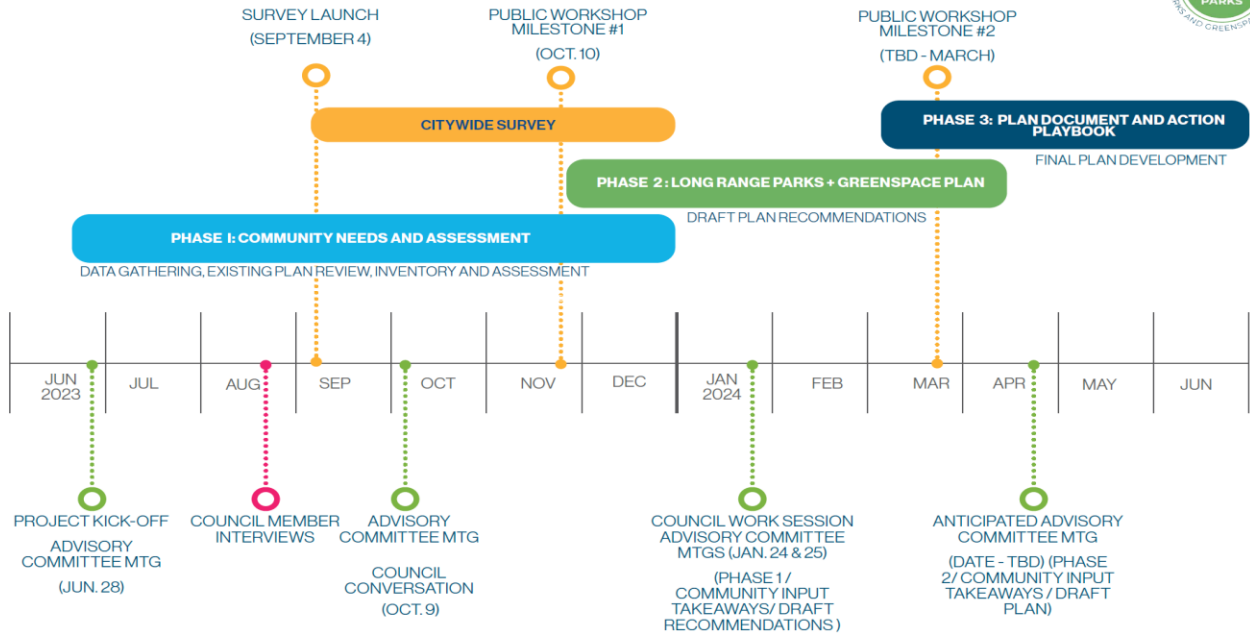 SURVEY LAUNCH
(SEPTEMBER 4)
PUBLIC WORKSHOP
MILESTONE #1
(OCT. 10)
PUBLIC WORKSHOP
MILESTONE #2
(TBD - MARCH)
PARKS
PARKS AND GREENSPACE
CITYWIDE SURVEY
PHASE 3: PLAN DOCUMENT AND ACTION
PLAYBOOK
FINAL PLAN DEVELOPMENT
PHASE 2: LONG RANGE PARKS + GREENSPACE PLAN
DRAFT PLAN RECOMMENDATIONS
PHASE I: COMMUNITY NEEDS AND ASSESSMENT
DATA GATHERING, EXISTING PLAN REVIEW, INVENTORY AND ASSESSMENT
JUN
2023
JUL
AUG
SEP
OCT
NOV
DEC
JAN
2024
FEB
MAR
APR
MAY
JUN
PROJECT KICK-OFF
ADVISORY
COMMITTEE MTG
(JUN. 28)
COUNCIL MEMBER
INTERVIEWS
ADVISORY
COMMITTEE MTG
COUNCIL
CONVERSATION
(OCT. 9)
COUNCIL WORK SESSION
ADVISORY COMMITTEE
MTGS (JAN. 24 & 25)
(PHASE 1 /
COMMUNITY INPUT
TAKEAWAYS/ DRAFT
RECOMMENDATIONS )
ANTICIPATED ADVISORY
COMMITTEE MTG
(DATE - TBD) (PHASE
2/ COMMUNITY INPUT
TAKEAWAYS / DRAFT
PLAN)